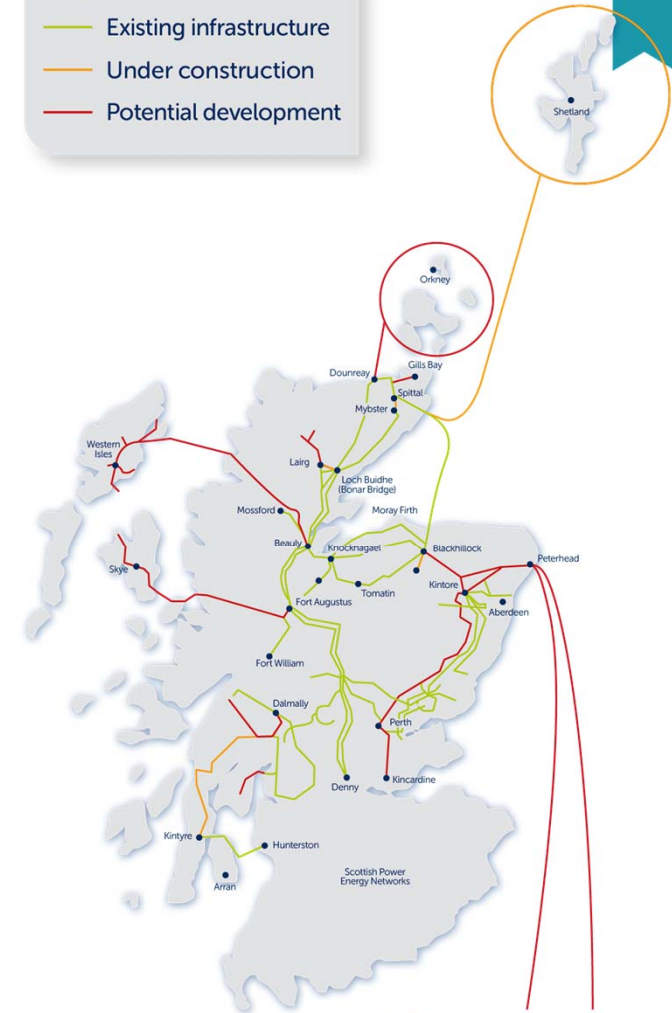 Existing infrastructure
Under construction
Potential development
Shetland
Orkney
Gills Bay
Dounreay
Spittal
Mybster
Western
Isles
Lairg
Loch Buidhe
(Bonar Bridge)
Mossford
Moray Firth
Beauly
Knocknagael
Blackhillock
Peterhead
Skye
Kintore
Tomatin
Fort Augustus
Aberdeen
Fort William
Dalmally
Perth
Denny
Kincardine
Kintyre
Hunterston
Scottish Power
Energy Networks
Arran